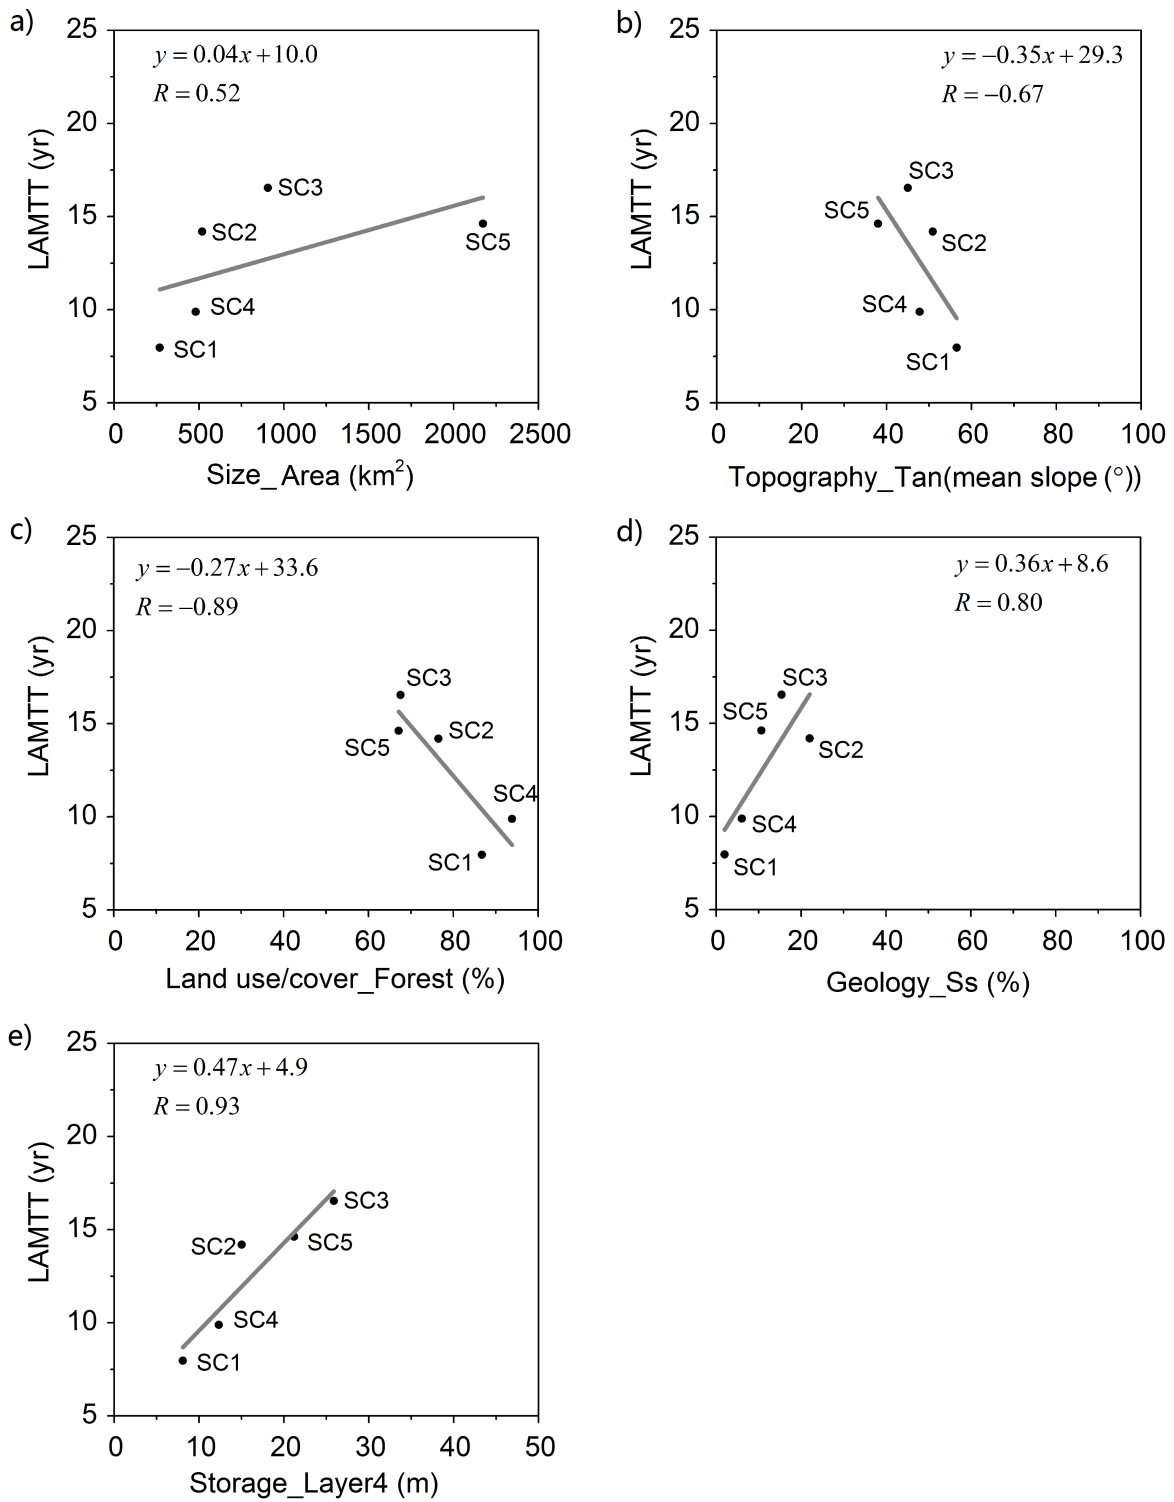 a)
25
20
15
10
5
LAMTT (yr)
y = 0.04x + 10.0
R = 0.52
SC3
SC2
SC5
SC4
SC1
0 500 1000 1500 2000 2500
Size_Area (km²)
b)
25
20
15
10
5
LAMTT (yr)
y = −0.35x + 29.3
R = −0.67
SC3
SC5
SC2
SC4
SC1
0 20 40 60 80 100
Topography_Tan(mean slope (°))
c)
25
20
15
10
5
LAMTT (yr)
y = −0.27x + 33.6
R = −0.89
SC3
SC2
SC5
SC4
SC1
0 20 40 60 80 100
Land use/cover_Forest (%)
d)
25
20
15
10
5
LAMTT (yr)
y = 0.36x + 8.6
R = 0.80
SC3
SC5
SC2
SC4
SC1
0 20 40 60 80 100
Geology_Ss (%)
e)
25
20
15
10
5
LAMTT (yr)
y = 0.47x + 4.9
R = 0.93
SC3
SC2
SC5
SC4
SC1
0 10 20 30 40 50
Storage_Layer4 (m)